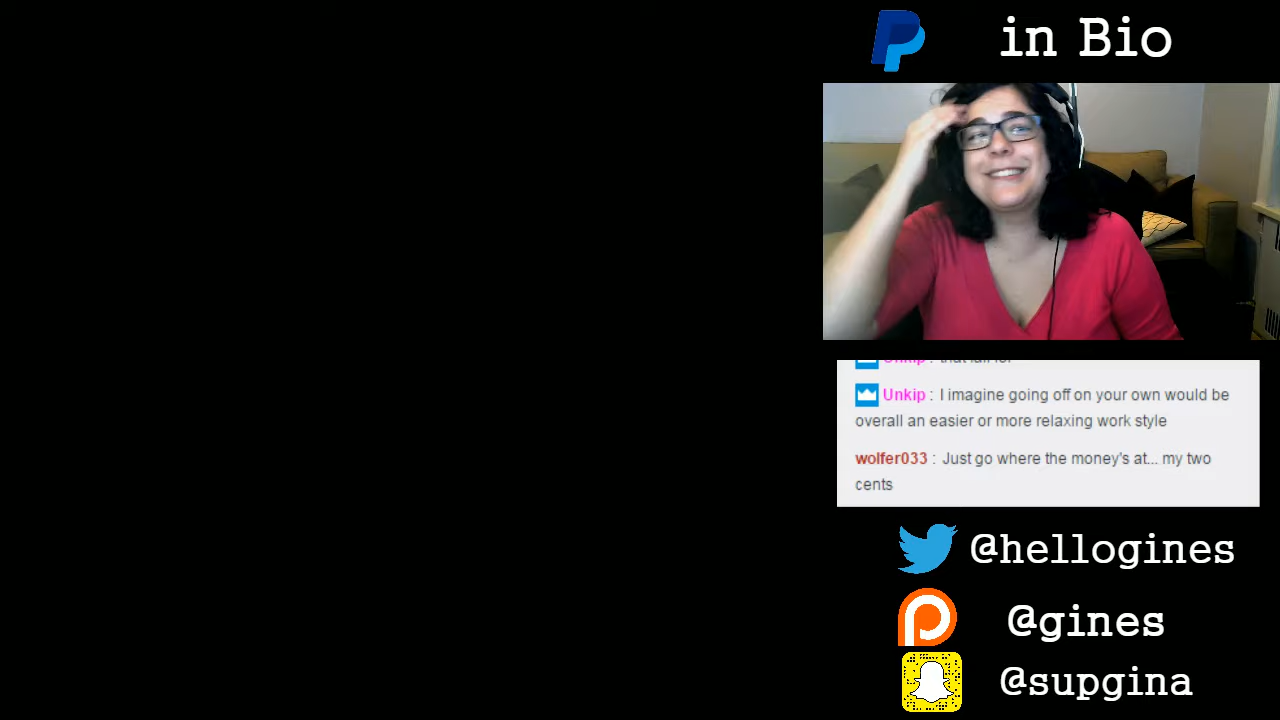 in Bio
Unkip : I imagine going off on your own would be
overall an easier or more relaxing work style
wolfer033 : Just go where the money's at... my two
cents
@hellogines
@gines
@supgina